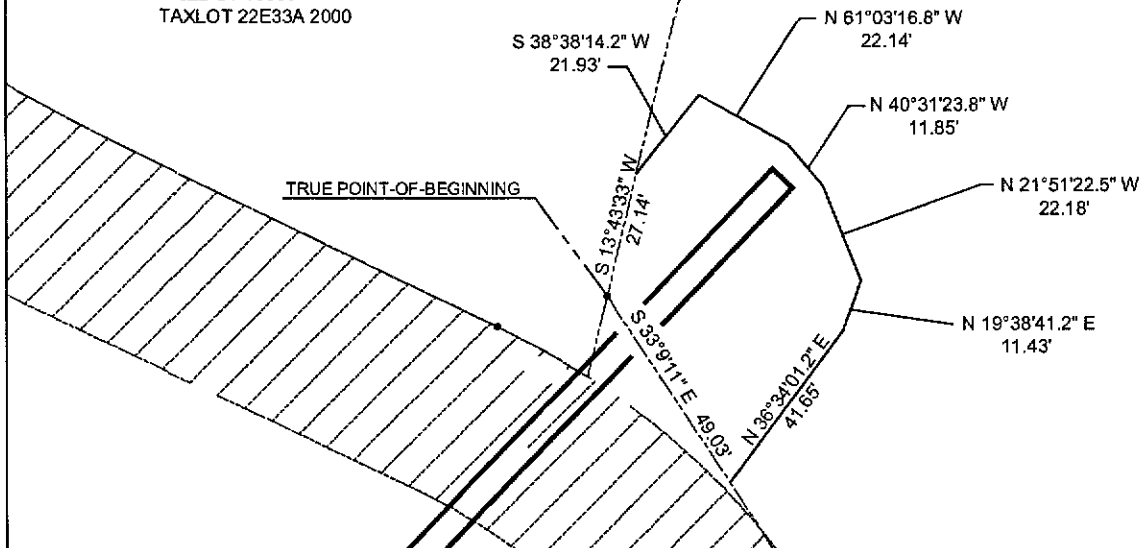 TAXLOT 22E33A 2000
N 61°03'16.8" W
22.14'
S 38°38'14.2" W
21.93'
N 40°31'23.8" W
11.85'
TRUE POINT-OF-BEGINNING
S 13°43'33" W
27.14'
N 21°51'22.5" W
22.18'
S 33°9'11" E 49.03'
N 19°38'41.2" E
11.43'
N 36°34'01.2" E
41.65'